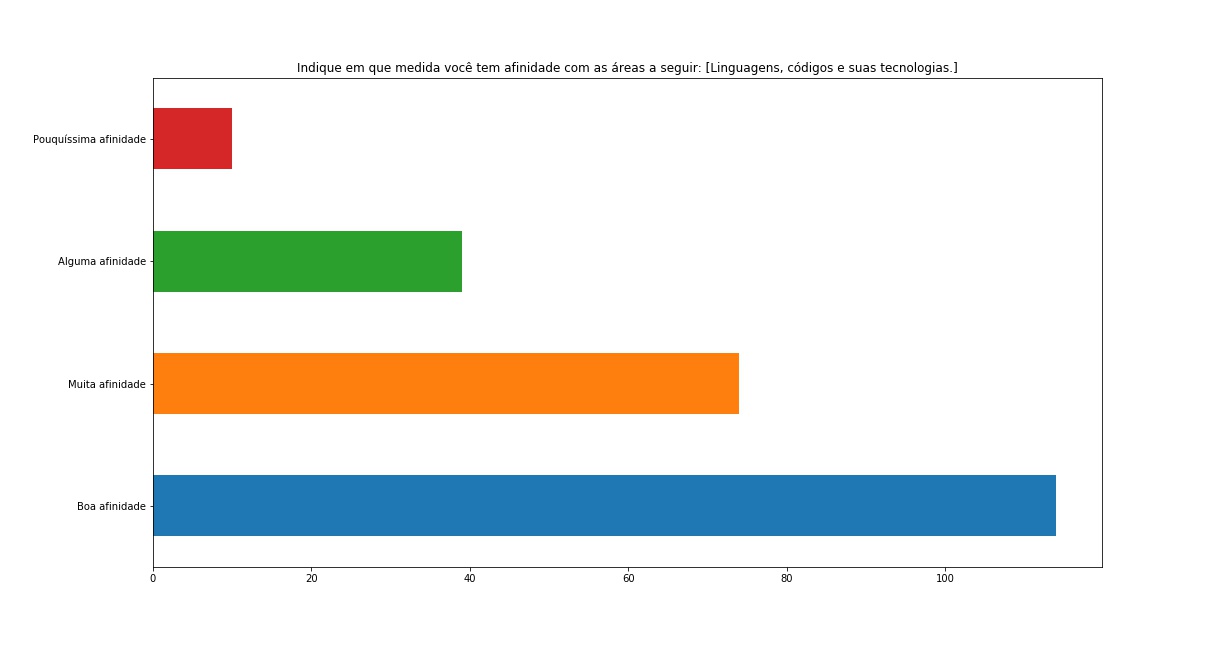 Indique em que medida você tem afinidade com as áreas a seguir: [Linguagens, códigos e suas tecnologias.]
Pouquíssima afinidade
Alguma afinidade
Muita afinidade
Boa afinidade
0 20 40 60 80 100